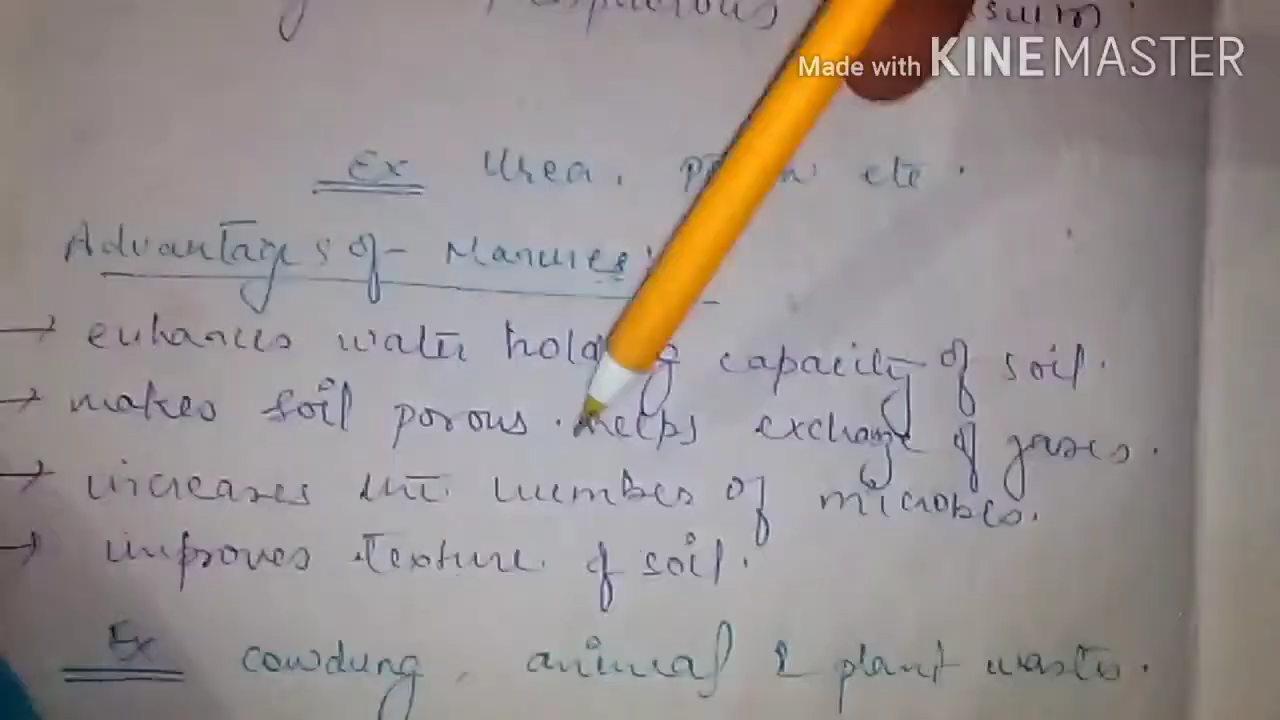 Made with KINEMASTER
Ex Urea, etc.
Advantages of Manures:
→ enhances water holding capacity of soil.
→ makes soil porous. helps exchange of gases.
→ increases the number of microbes.
→ improves texture of soil.
Ex cowdung, animal & plant waste.